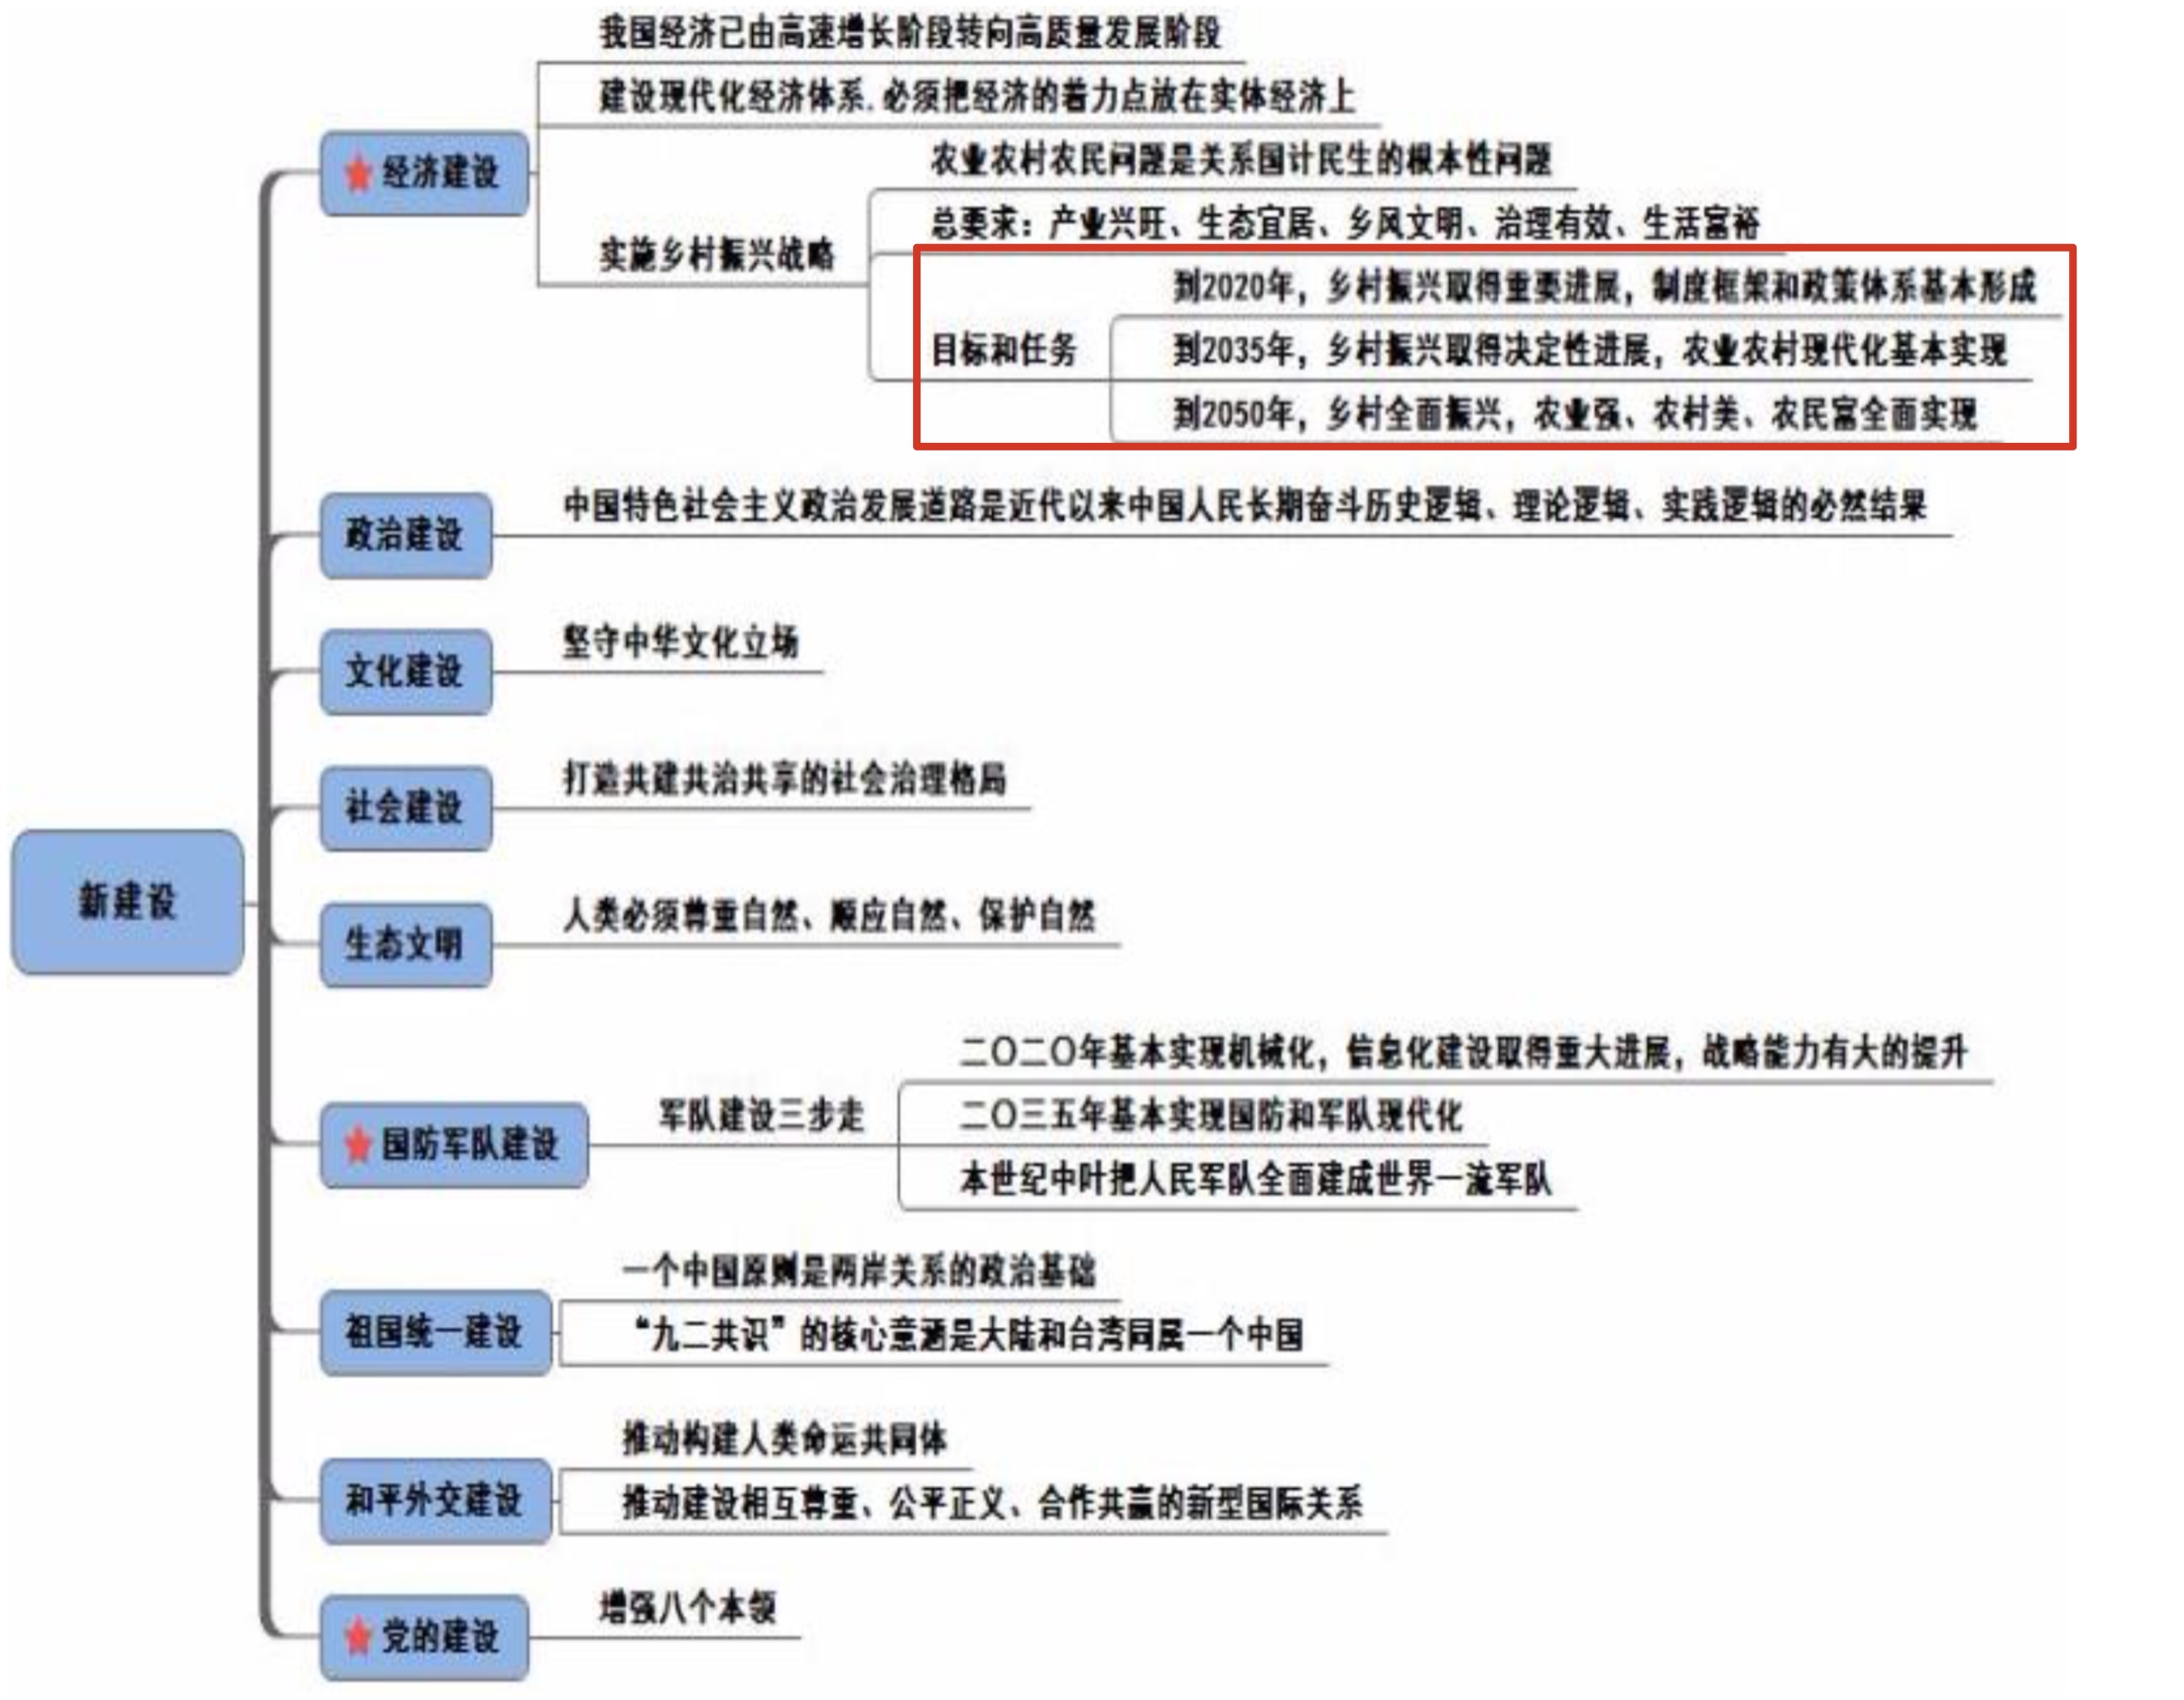 我国经济已由高速增长阶段转向高质量发展阶段
建设现代化经济体系.必须把经济的着力点放在实体经济上
★经济建设
农业农村农民问题是关系国计民生的根本性问题
总要求：产业兴旺、生态宜居、乡风文明、治理有效、生活富裕
实施乡村振兴战略
到2020年，乡村振兴取得重要进展，制度框架和政策体系基本形成
目标和任务
到2035年，乡村振兴取得决定性进展，农业农村现代化基本实现
到2050年，乡村全面振兴，农业强、农村美、农民富全面实现
政治建设
中国特色社会主义政治发展道路是近代以来中国人民长期奋斗历史逻辑、理论逻辑、实践逻辑的必然结果
文化建设
坚守中华文化立场
社会建设
打造共建共治共享的社会治理格局
新建设
生态文明
人类必须尊重自然、顺应自然、保护自然
★国防军队建设
军队建设三步走
二〇二〇年基本实现机械化，信息化建设取得重大进展，战略能力有大的提升
二〇三五年基本实现国防和军队现代化
本世纪中叶把人民军队全面建成世界一流军队
祖国统一建设
一个中国原则是两岸关系的政治基础
“九二共识”的核心意涵是大陆和台湾同属一个中国
和平外交建设
推动构建人类命运共同体
推动建设相互尊重、公平正义、合作共赢的新型国际关系
★党的建设
增强八个本领